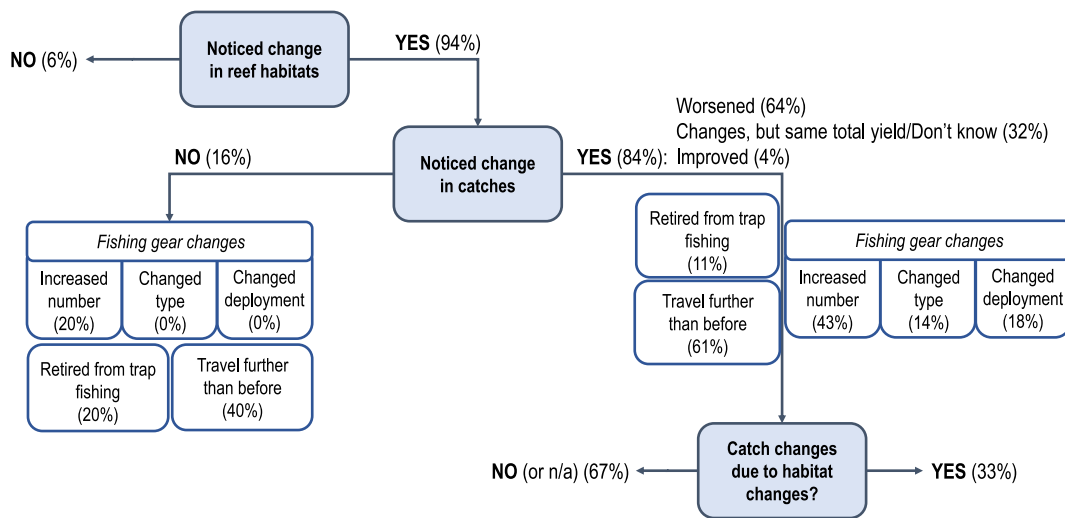 NO (6%)
Noticed change
in reef habitats
YES (94%)
NO (16%)
Noticed change
in catches
Worsened (64%)
Changes, but same total yield/Don’t know (32%)
YES (84%): Improved (4%)
Fishing gear changes
Increased
number
(20%)
Changed
type
(0%)
Changed
deployment
(0%)
Retired from trap
fishing
(20%)
Travel further
than before
(40%)
Retired from trap
fishing
(11%)
Travel further
than before
(61%)
Fishing gear changes
Increased
number
(43%)
Changed
type
(14%)
Changed
deployment
(18%)
NO (or n/a) (67%)
Catch changes
due to habitat
changes?
YES (33%)